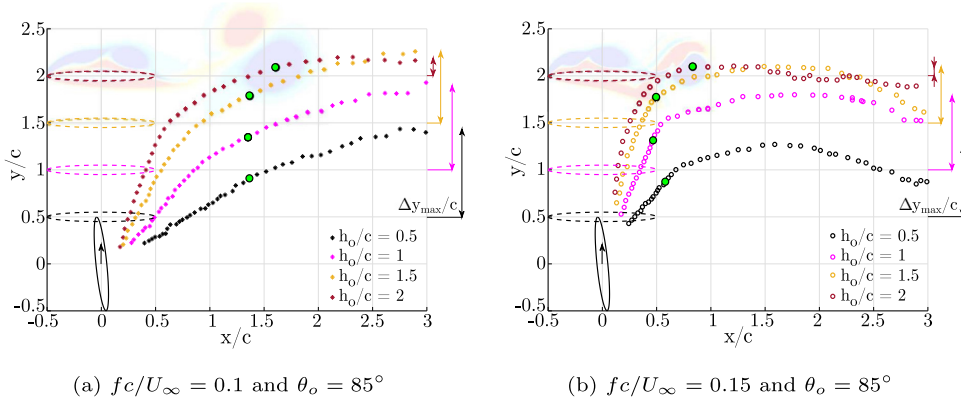 2.5
2
1.5
1
0.5
0
-0.5
y/c
-0.5
0
0.5
1
1.5
2
2.5
3
x/c
Δy_max/c
h_o/c = 0.5
h_o/c = 1
h_o/c = 1.5
h_o/c = 2
(a) fc/U_∞ = 0.1 and θ_o = 85°
2.5
2
1.5
1
0.5
0
-0.5
y/c
-0.5
0
0.5
1
1.5
2
2.5
3
x/c
Δy_max/c
h_o/c = 0.5
h_o/c = 1
h_o/c = 1.5
h_o/c = 2
(b) fc/U_∞ = 0.15 and θ_o = 85°